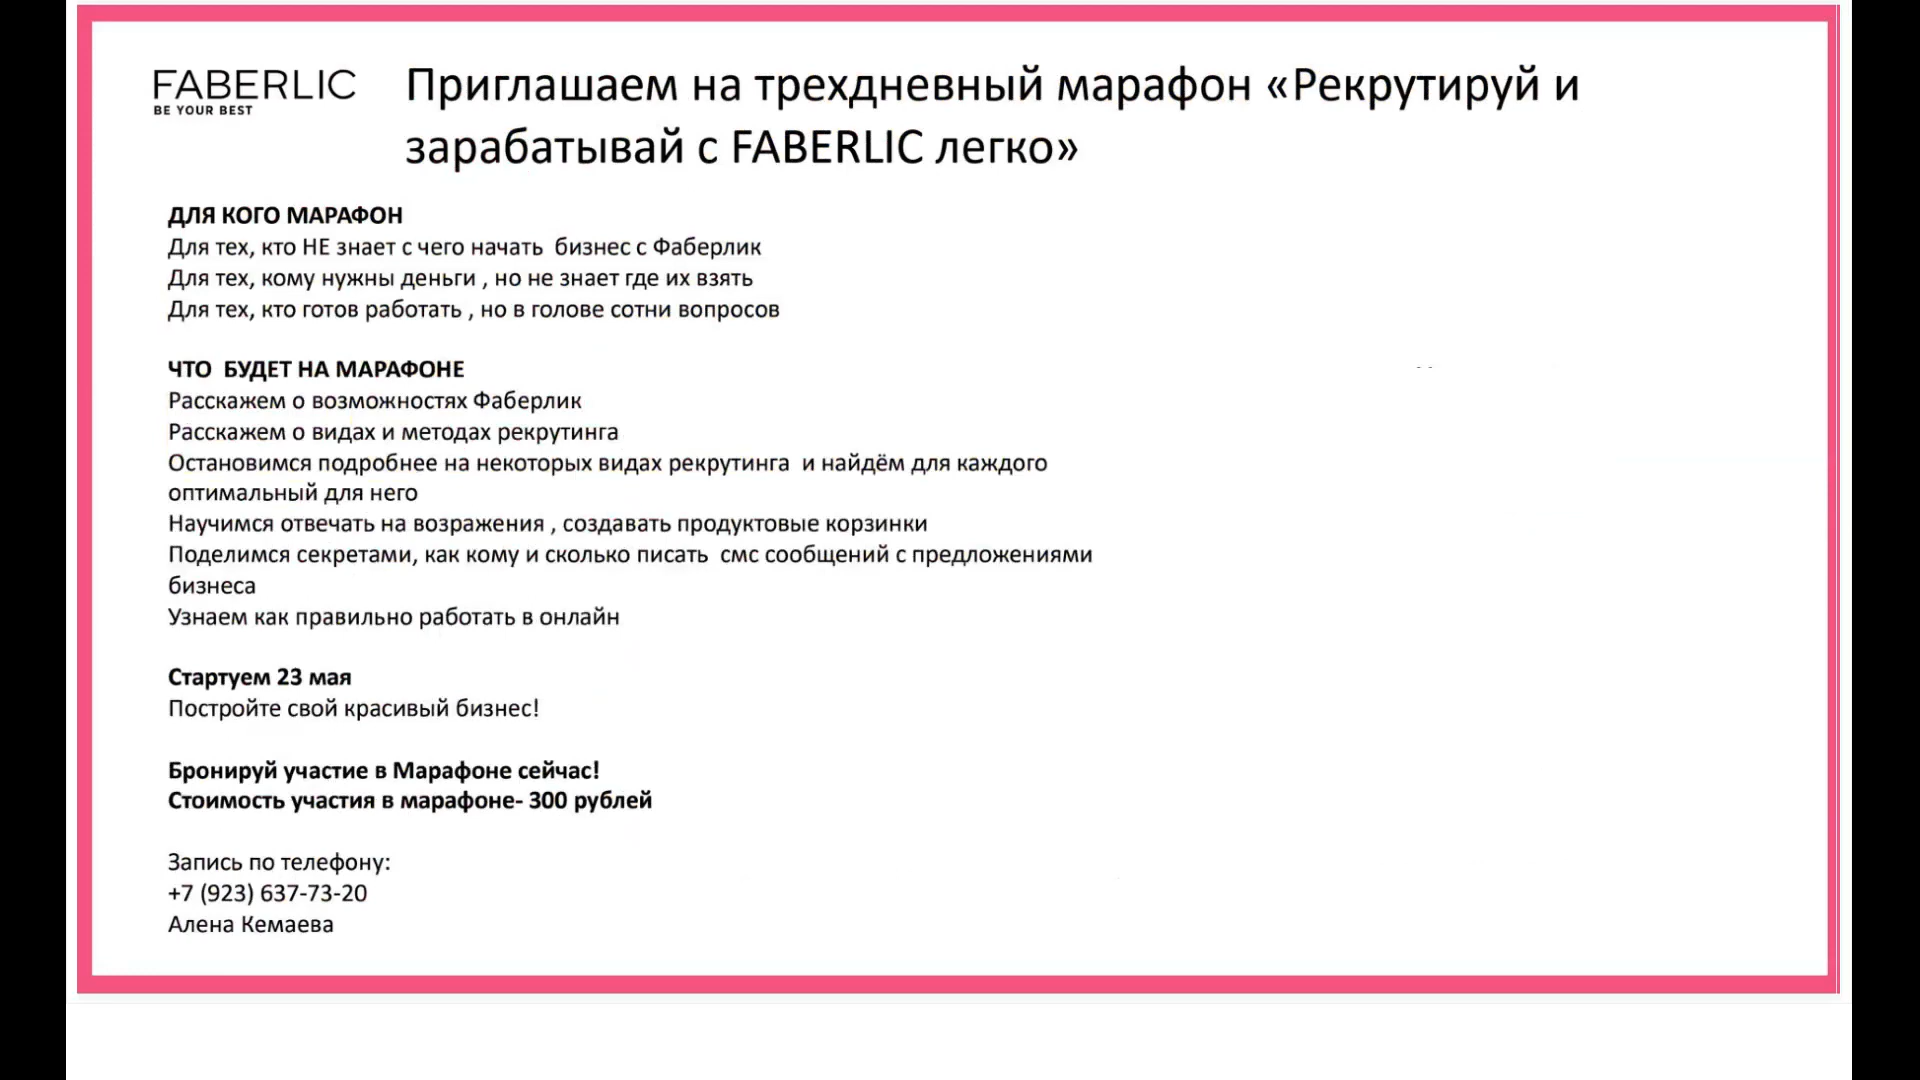 FABERLIC
BE YOUR BEST
Приглашаем на трехдневный марафон «Рекрутируй и
зарабатывай с FABERLIC легко»
ДЛЯ КОГО МАРАФОН
Для тех, кто НЕ знает с чего начать  бизнес с Фаберлик
Для тех, кому нужны деньги , но не знает где их взять
Для тех, кто готов работать , но в голове сотни вопросов
ЧТО  БУДЕТ НА МАРАФОНЕ
Расскажем о возможностях Фаберлик
Расскажем о видах и методах рекрутинга
Остановимся подробнее на некоторых видах рекрутинга  и найдём для каждого
оптимальный для него
Научимся отвечать на возражения , создавать продуктовые корзинки
Поделимся секретами, как кому и сколько писать  смс сообщений с предложениями
бизнеса
Узнаем как правильно работать в онлайн
Стартуем 23 мая
Постройте свой красивый бизнес!
Бронируй участие в Марафоне сейчас!
Стоимость участия в марафоне- 300 рублей
Запись по телефону:
+7 (923) 637-73-20
Алена Кемаева